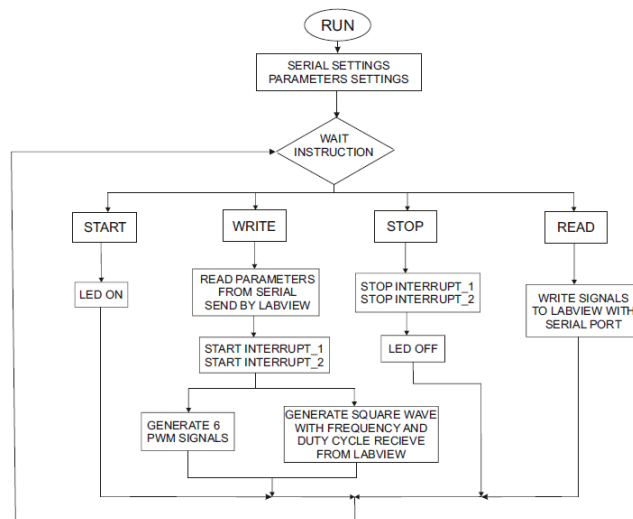 RUN
SERIAL SETTINGS
PARAMETERS SETTINGS
WAIT
INSTRUCTION
START
WRITE
STOP
READ
LED ON
READ PARAMETERS
FROM SERIAL
SEND BY LABVIEW
STOP INTERRUPT_1
STOP INTERRUPT_2
WRITE SIGNALS
TO LABVIEW WITH
SERIAL PORT
START INTERRUPT_1
START INTERRUPT_2
LED OFF
GENERATE 6
PWM SIGNALS
GENERATE SQUARE WAVE
WITH FREQUENCY AND
DUTY CYCLE RECIEVE
FROM LABVIEW